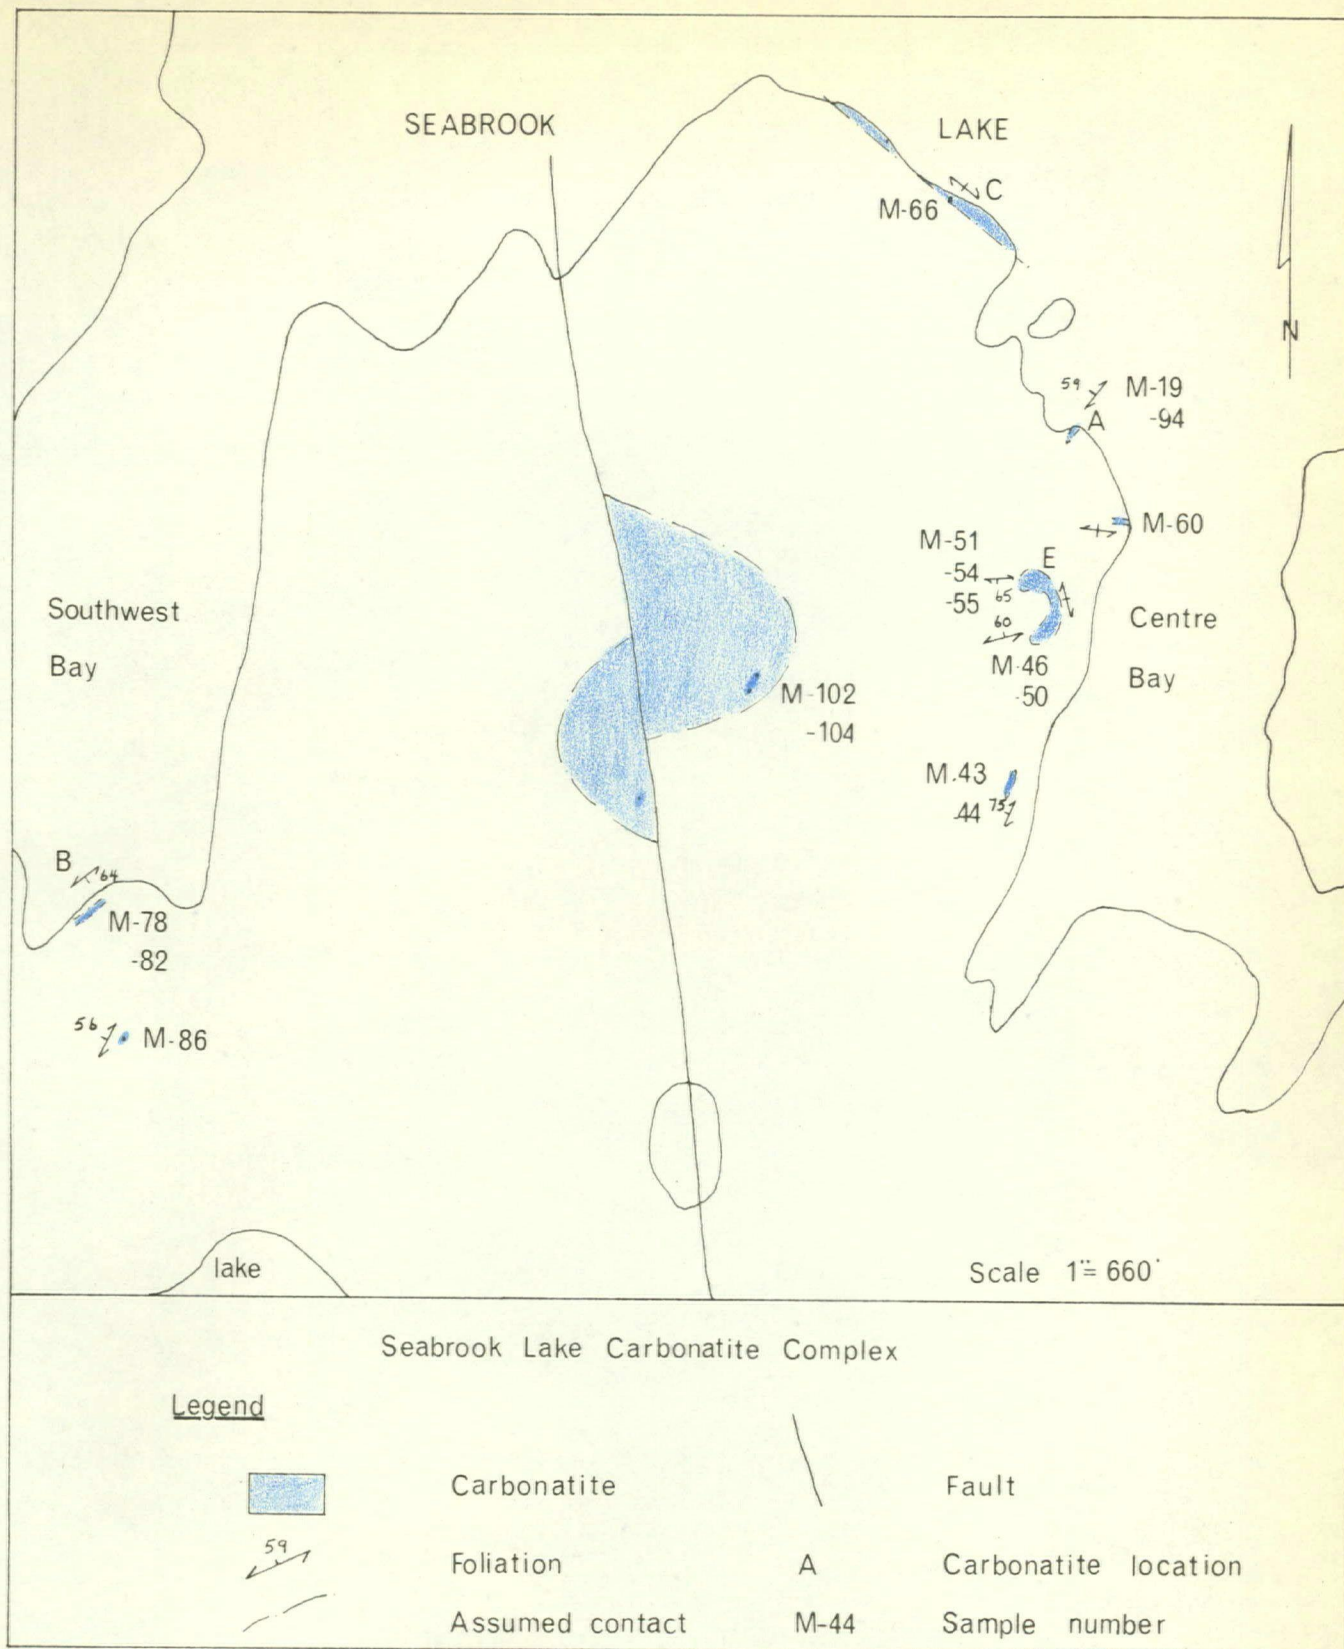 SEABROOK
LAKE
C
M-66
N
59
M-19
-94
A
M-60
M-51
-54
-55
E
65
60
M-46
-50
Southwest
Bay
Centre
Bay
M-102
-104
M-43
-44
75
B
64
M-78
-82
56
M-86
lake
Scale 1"= 660'
Seabrook Lake Carbonatite Complex
Legend
Carbonatite
Fault
59
Foliation
A
Carbonatite location
Assumed contact
M-44
Sample number